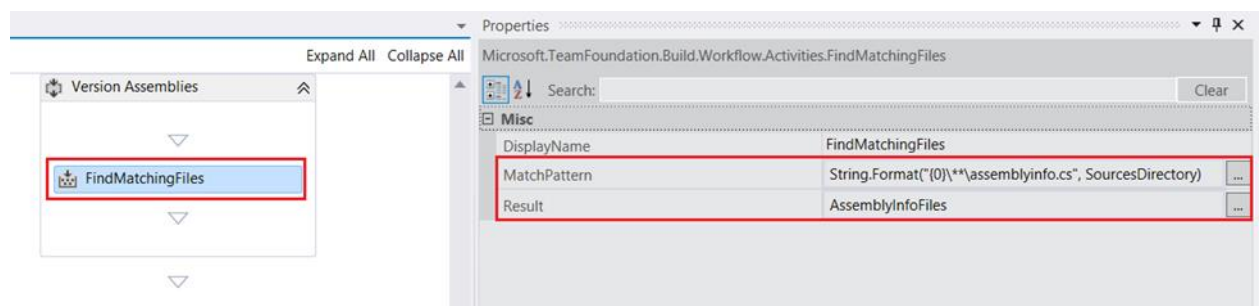 Properties
Expand All Collapse All
Microsoft.TeamFoundation.Build.Workflow.Activities.FindMatchingFiles
Version Assemblies
Search:
Clear
Misc
DisplayName FindMatchingFiles
MatchPattern String.Format("{0}\**\assemblyinfo.cs", SourcesDirectory) ...
FindMatchingFiles
Result AssemblyInfoFiles ...